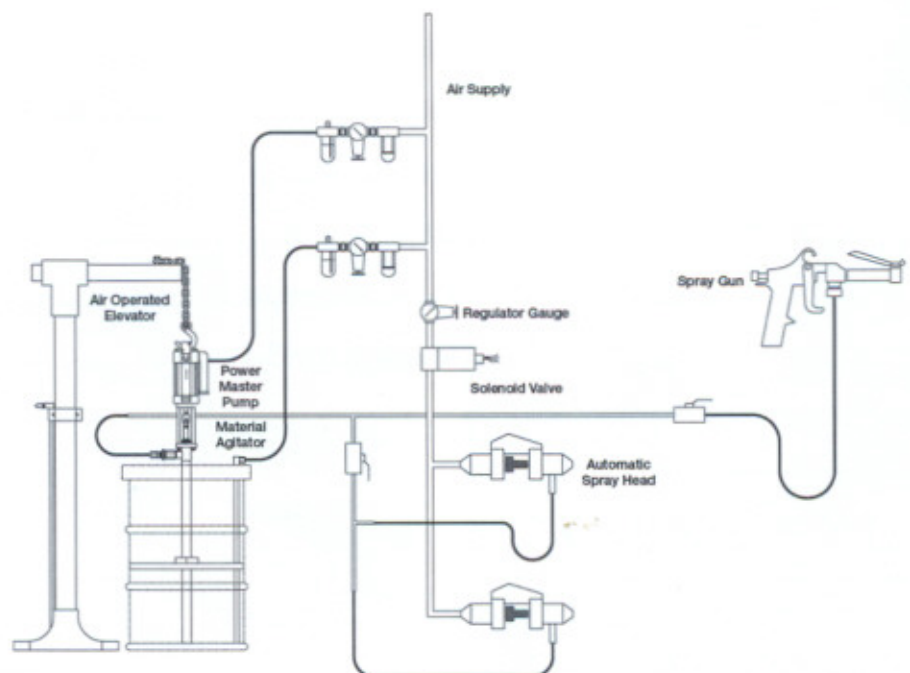 Air Supply
Spray Gun
Air Operated
Elevator
Regulator Gauge
Power
Master
Pump
Solenoid Valve
Material
Agitator
Automatic
Spray Head